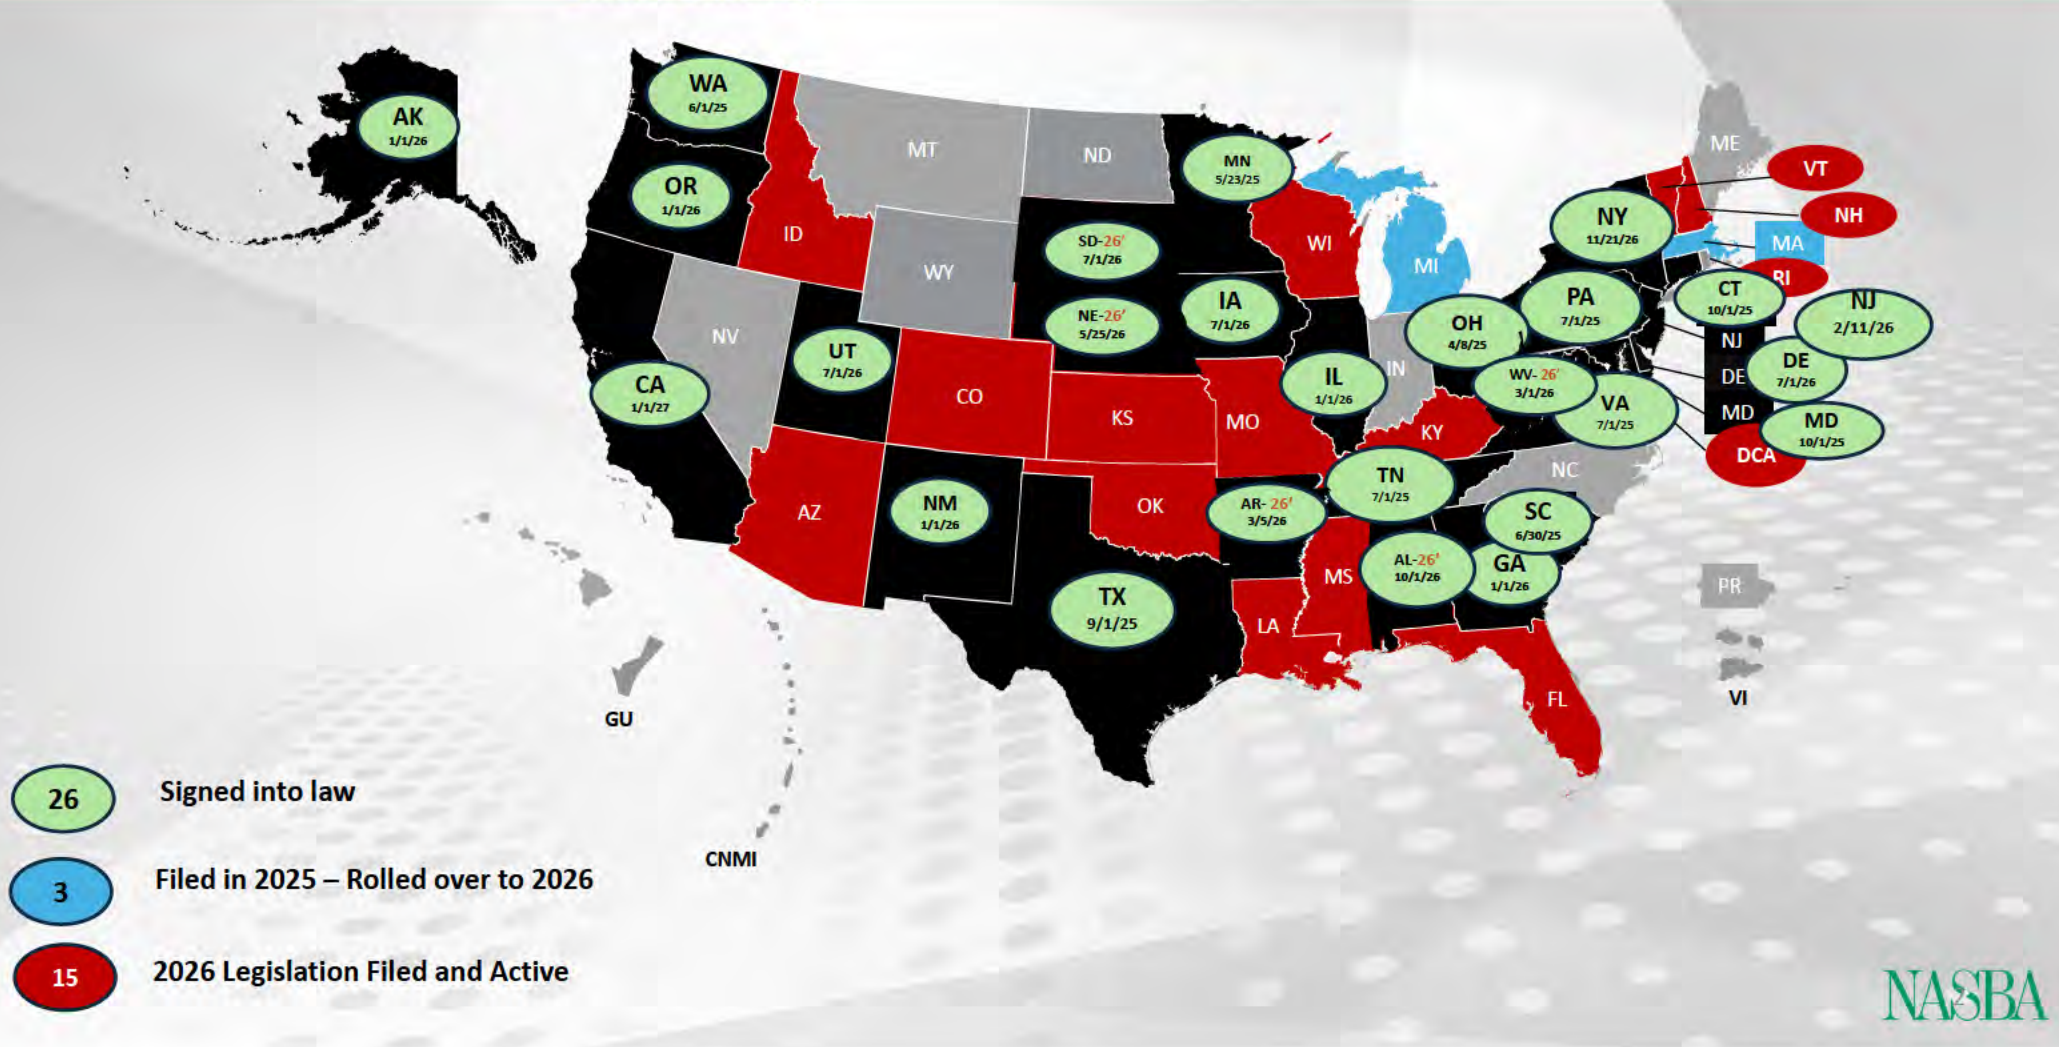 WA
6/1/25
AK
1/1/26
MT
ND
ME
MN
5/23/25
VT
OR
1/1/26
NH
NY
11/21/26
ID
SD-26'
7/1/26
WI
MA
MI
RI
WY
CT
10/1/25
PA
7/1/25
IA
7/1/26
NJ
2/11/26
NE-26'
5/25/26
OH
4/8/25
NV
NJ
UT
7/1/26
DE
7/1/26
IN
DE
IL
1/1/26
WV- 26'
3/1/26
CA
1/1/27
CO
VA
7/1/25
MD
KS
MO
MD
10/1/25
KY
DCA
NC
TN
7/1/25
NM
1/1/26
OK
AR- 26'
3/5/26
AZ
SC
6/30/25
AL-26'
10/1/26
GA
1/1/26
MS
PR
TX
9/1/25
LA
FL
VI
GU
26 Signed into law
CNMI
3 Filed in 2025 – Rolled over to 2026
15 2026 Legislation Filed and Active
NASBA
2